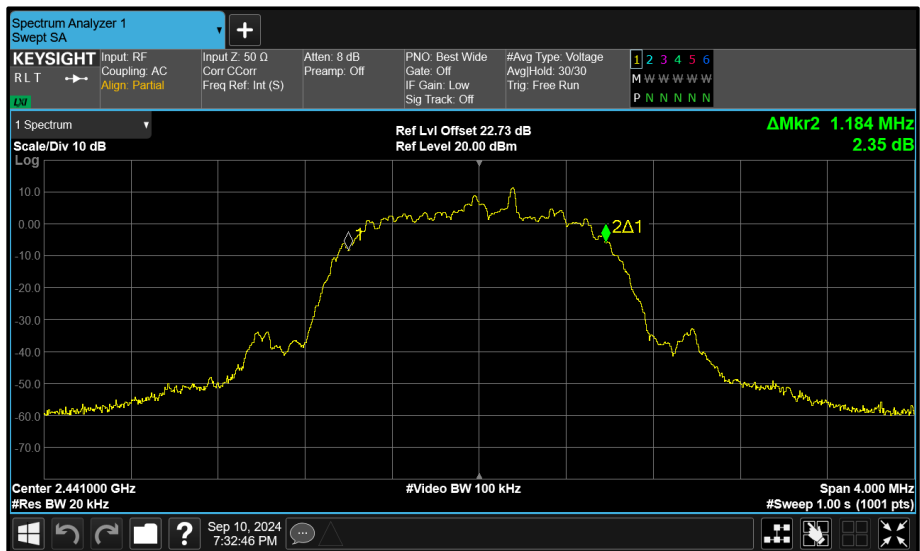 Spectrum Analyzer 1
Swept SA
+
KEYSIGHT
R L T
LXI
Input: RF
Coupling: AC
Align: Partial
Input Z: 50 Ω
Corr CCorr
Freq Ref: Int (S)
Atten: 8 dB
Preamp: Off
PNO: Best Wide
Gate: Off
IF Gain: Low
Sig Track: Off
#Avg Type: Voltage
Avg|Hold: 30/30
Trig: Free Run
1 2 3 4 5 6
M W W W W W
P N N N N N
1 Spectrum
Scale/Div 10 dB
Log
Ref Lvl Offset 22.73 dB
Ref Level 20.00 dBm
ΔMkr2 1.184 MHz
2.35 dB
10.0
0.00
-10.0
-20.0
-30.0
-40.0
-50.0
-60.0
-70.0
1
2Δ1
Center 2.441000 GHz
#Res BW 20 kHz
#Video BW 100 kHz
Span 4.000 MHz
#Sweep 1.00 s (1001 pts)
?
Sep 10, 2024
7:32:46 PM